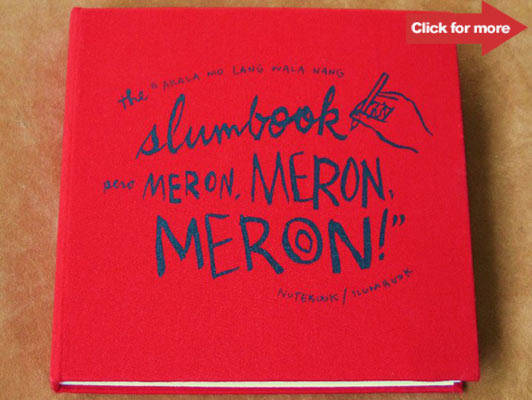 Click for more
the "AKALA MO LANG WALA NANG
slumbook
pero MERON, MERON,
MERON!"
NOTEBOOK / SLUMBOOK